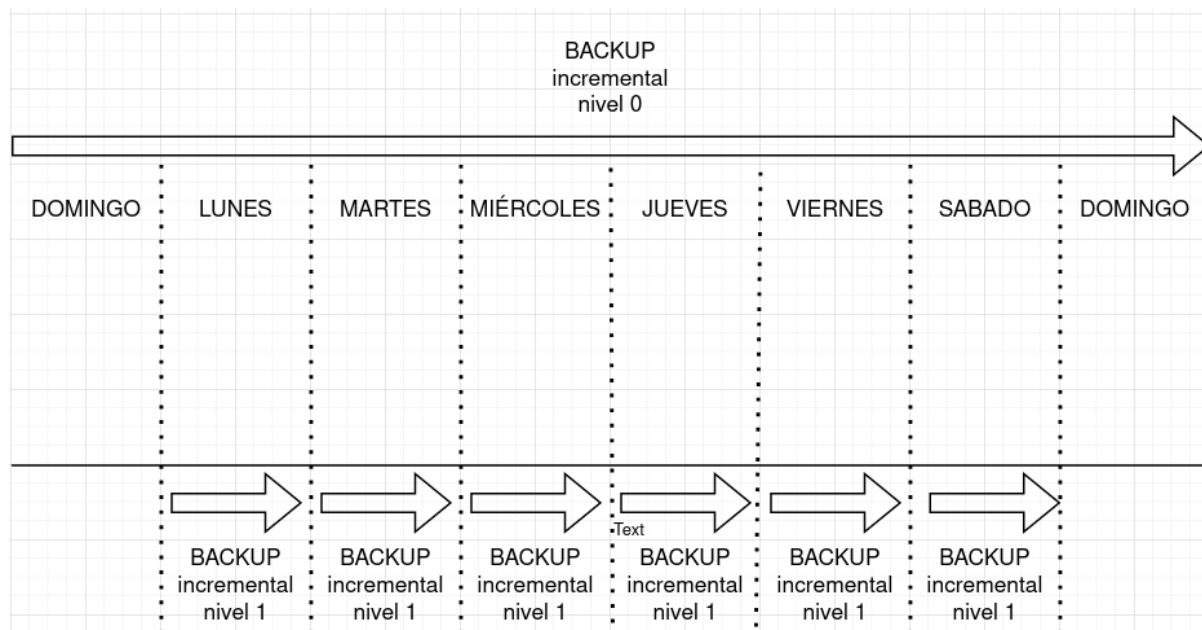 BACKUP
incremental
nivel 0
DOMINGO
LUNES
MARTES
MIÉRCOLES
JUEVES
VIERNES
SABADO
DOMINGO
Text
BACKUP
incremental
nivel 1
BACKUP
incremental
nivel 1
BACKUP
incremental
nivel 1
BACKUP
incremental
nivel 1
BACKUP
incremental
nivel 1
BACKUP
incremental
nivel 1